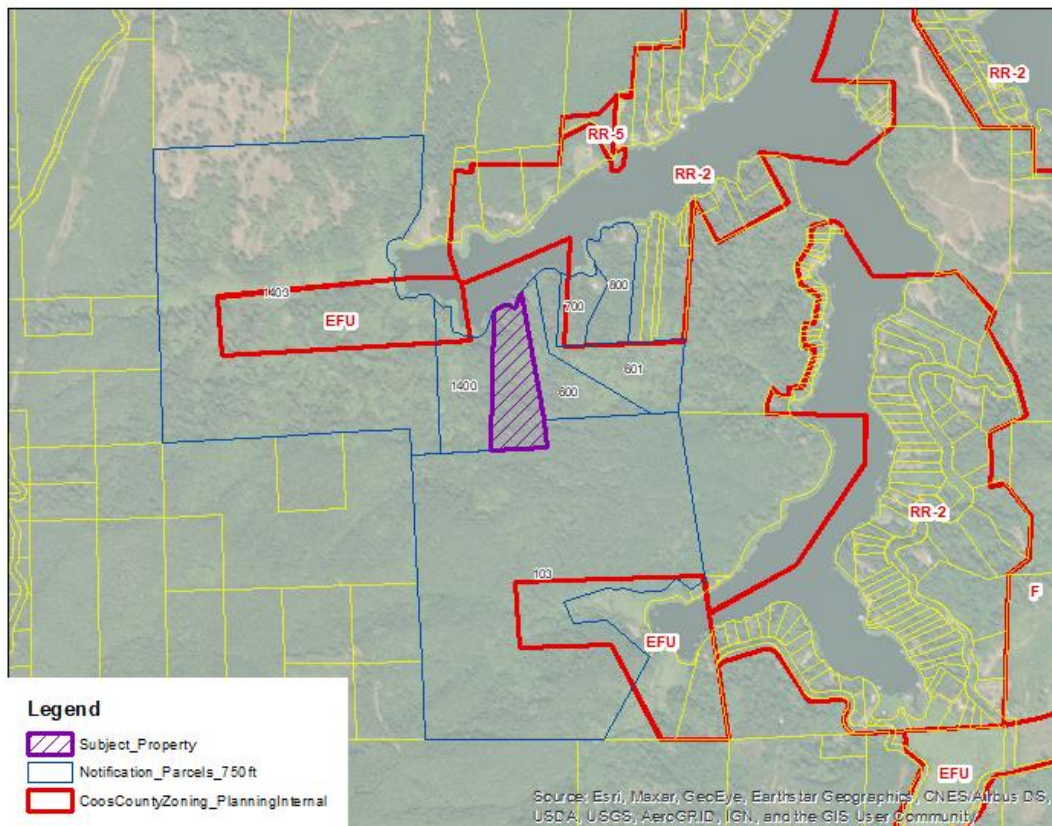 RR-2
RR-5
RR-2
1403
EFU
700
800
1400
600
601
RR-2
103
EFU
F
EFU
Legend
Subject_Property
Notification_Parcels_750ft
CoosCountyZoning_PlanningInternal
Source: Esri, Maxar, GeoEye, Earthstar Geographics, CNES/Airbus DS,
USDA, USGS, AeroGRID, IGN, and the GIS User Community